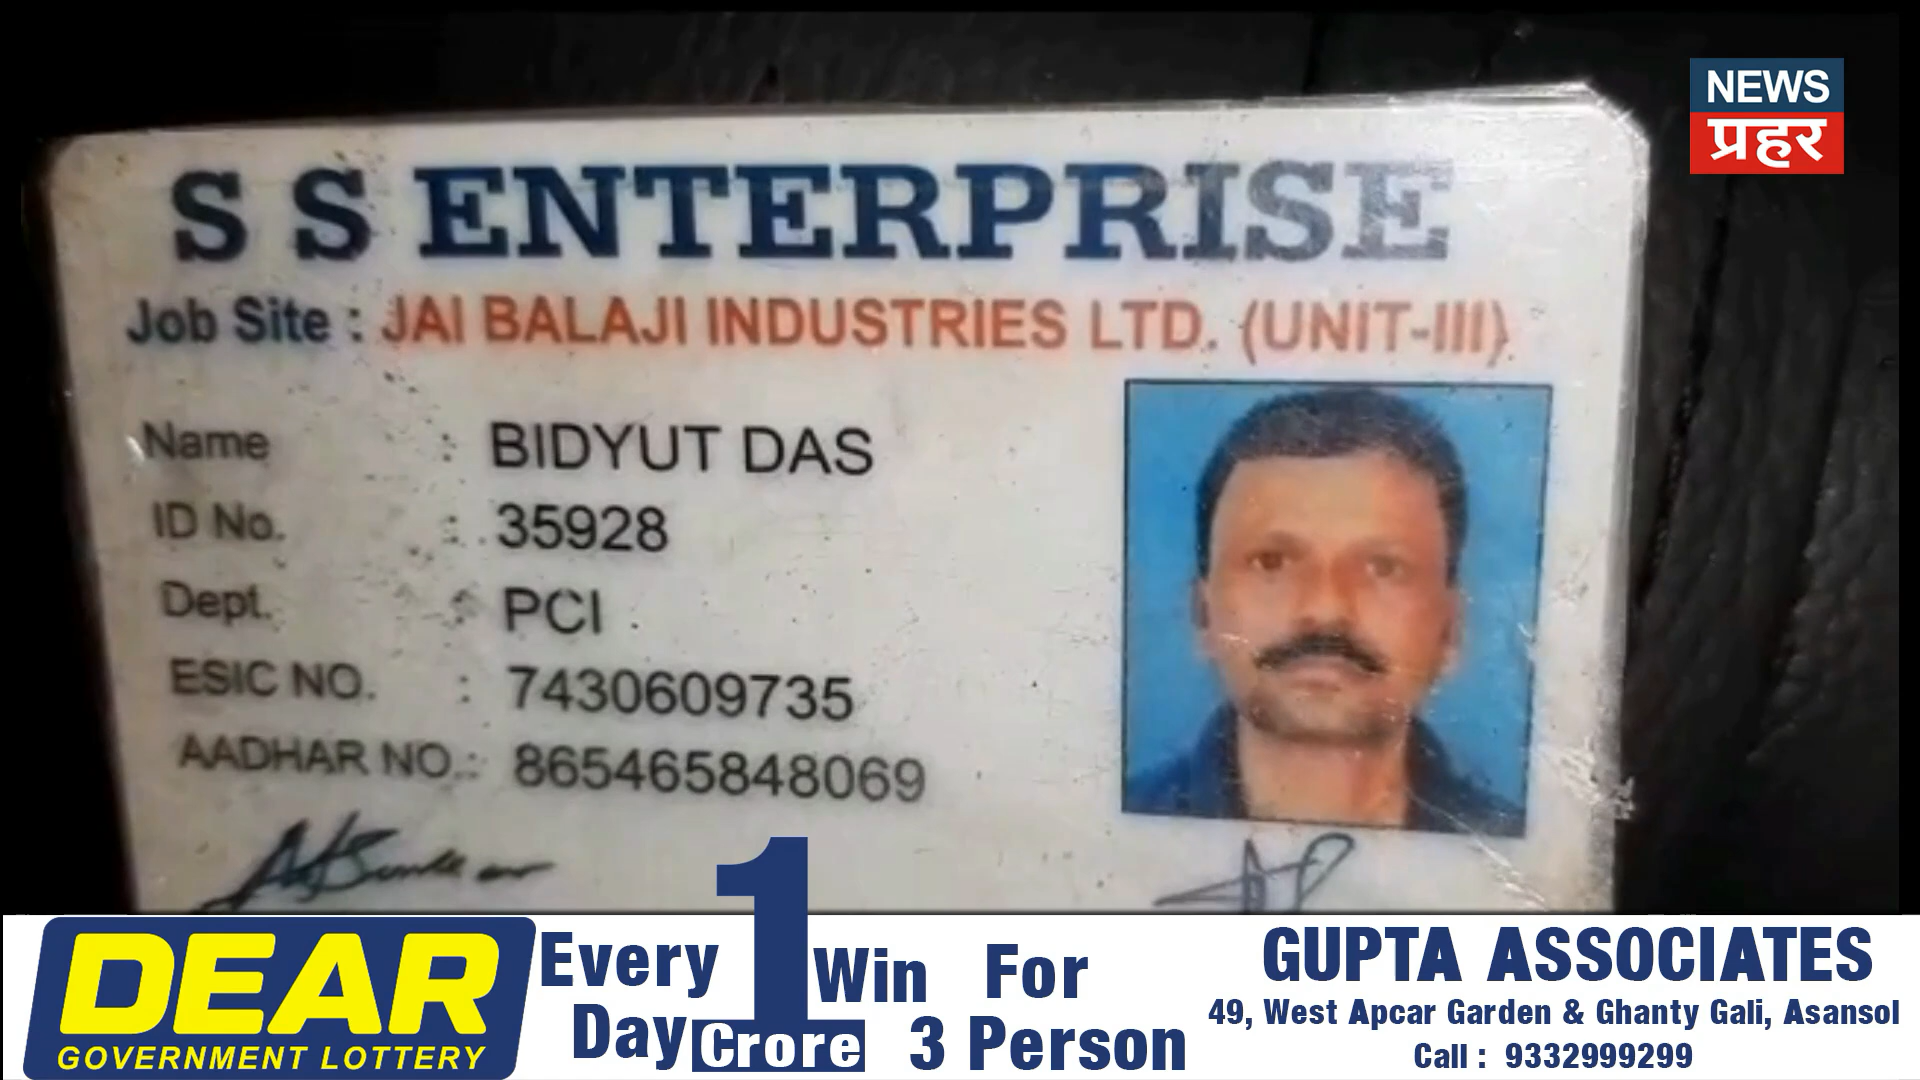 NEWS
प्रहर
S S ENTERPRISE
Job Site : JAI BALAJI INDUSTRIES LTD. (UNIT-III)
Name : BIDYUT DAS
ID No. : 35928
Dept. : PCI
ESIC NO. : 7430609735
AADHAR NO.: 865465848069
DEAR
GOVERNMENT LOTTERY
Every Day 1 Crore Win For 3 Person
GUPTA ASSOCIATES
49, West Apcar Garden & Ghanty Gali, Asansol
Call : 9332999299